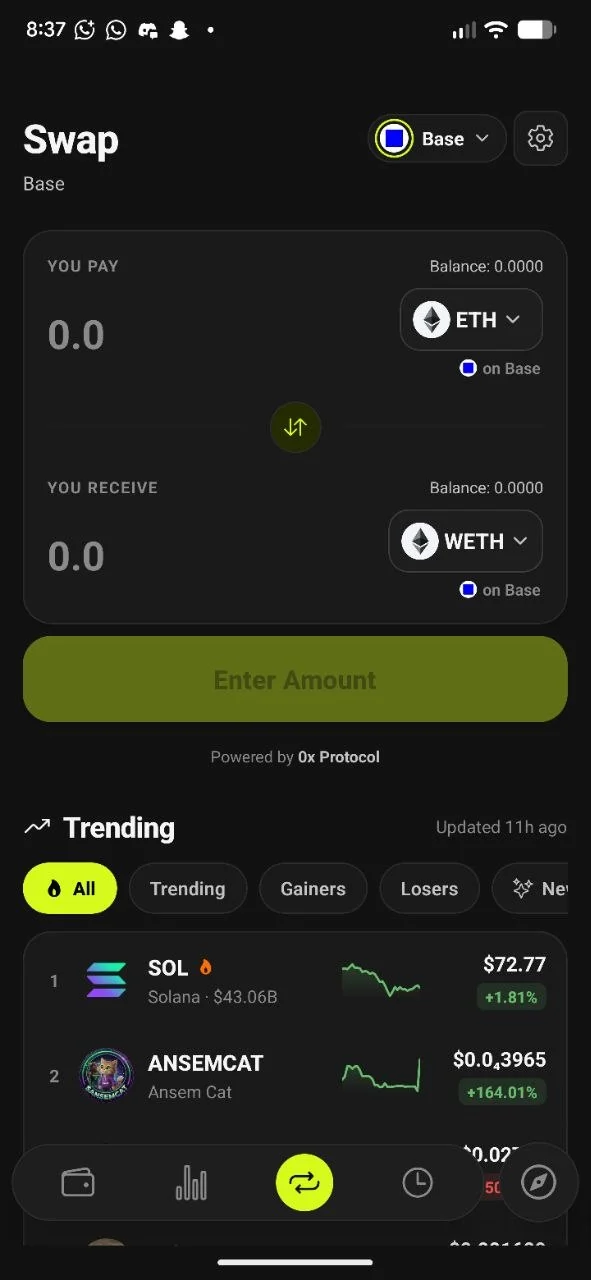 8:37
Swap
Base
Base
YOU PAY
Balance: 0.0000
0.0
ETH
on Base
YOU RECEIVE
Balance: 0.0000
0.0
WETH
on Base
Enter Amount
Powered by 0x Protocol
Trending
Updated 11h ago
All
Trending
Gainers
Losers
1
SOL
$72.77
Solana · $43.06B
+1.81%
2
ANSEMCAT
$0.0₄3965
Ansem Cat
+164.01%